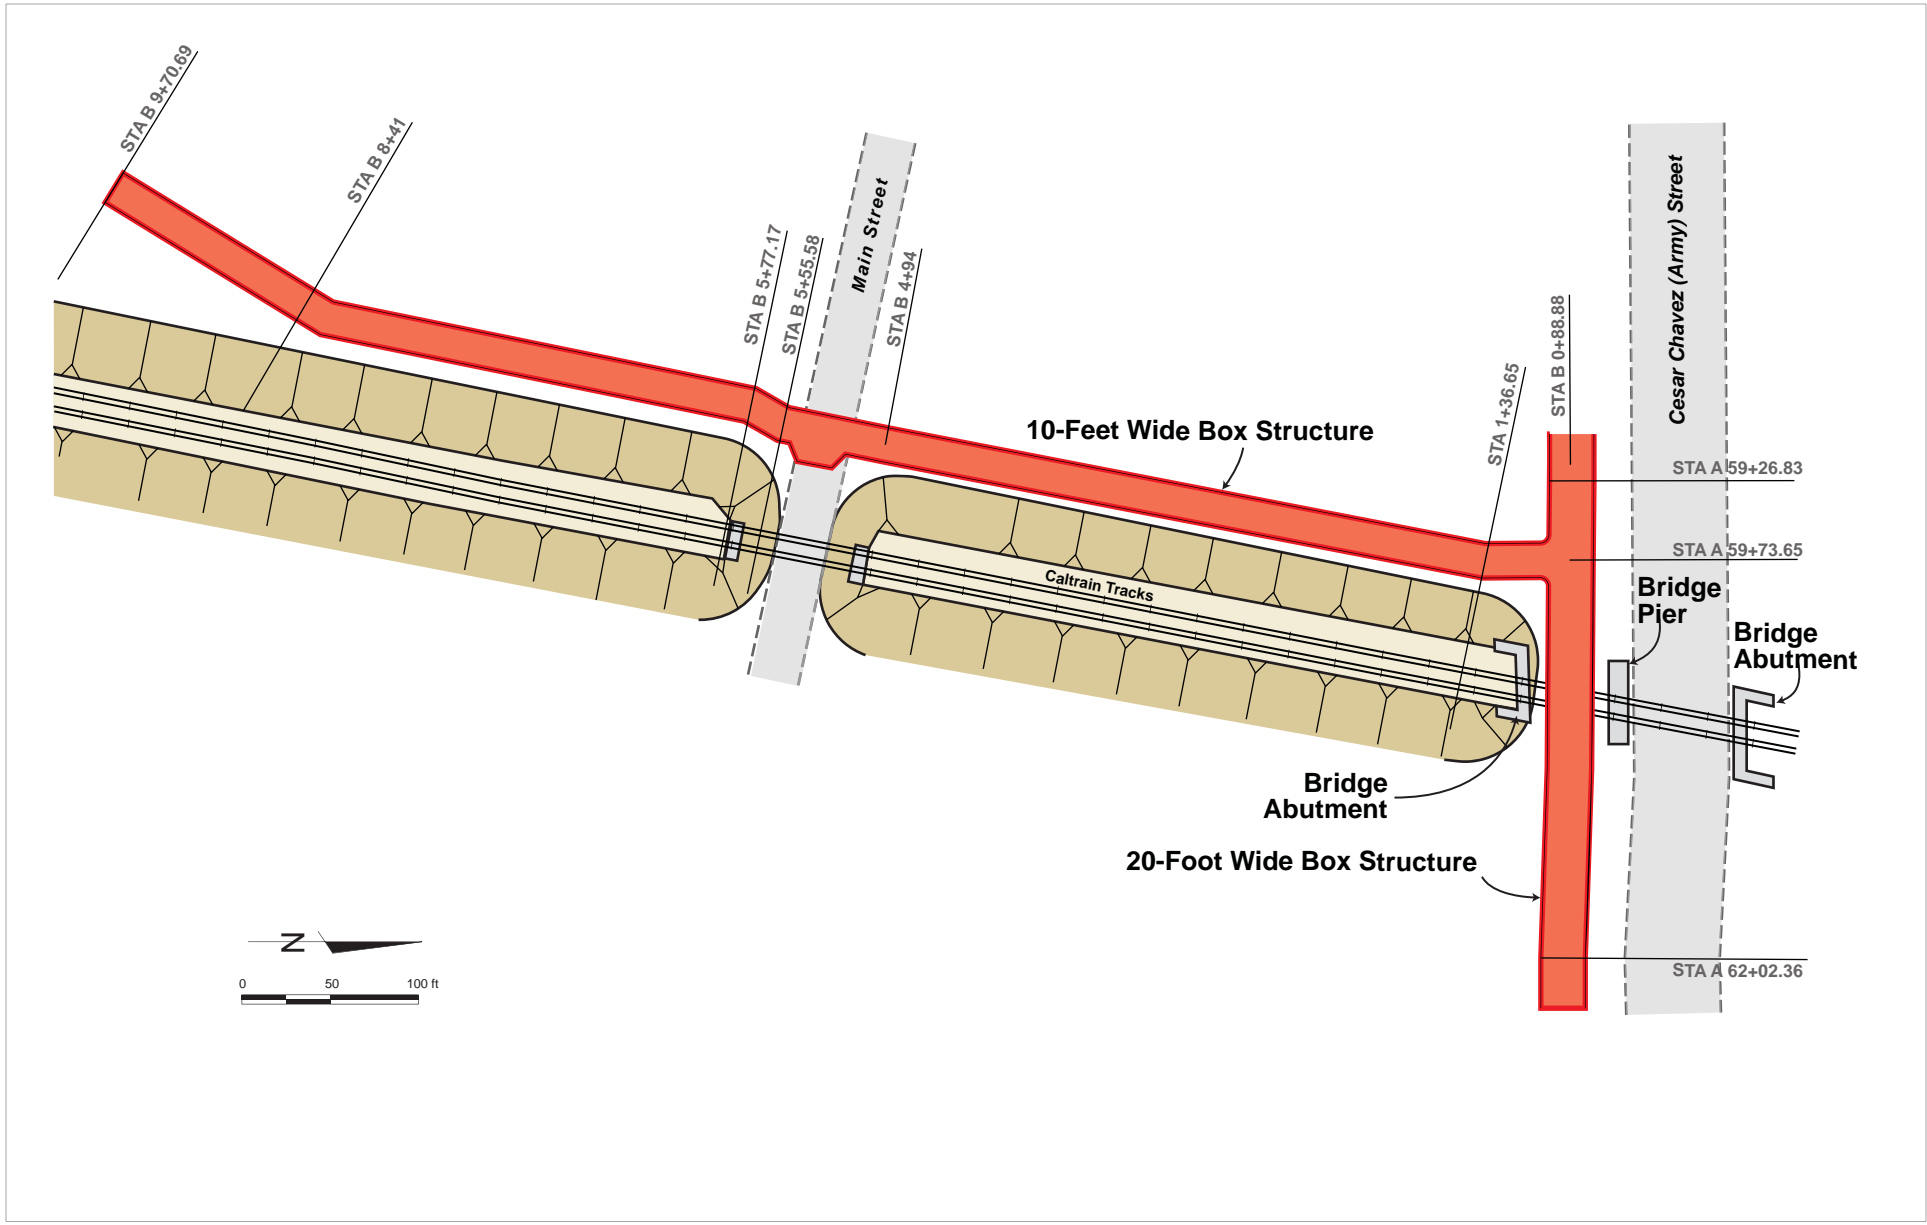 STA B 9+70.69
STA B 8+41
STA B 5+77.17
STA B 5+55.58
Main Street
STA B 4+94
10-Feet Wide Box Structure
STA 1+36.65
STA B 0+88.88
Cesar Chavez (Army) Street
STA A 59+26.83
STA A 59+73.65
Bridge
Pier
Bridge
Abutment
Caltrain Tracks
Bridge
Abutment
20-Foot Wide Box Structure
STA A 62+02.36
N
0 50 100 ft